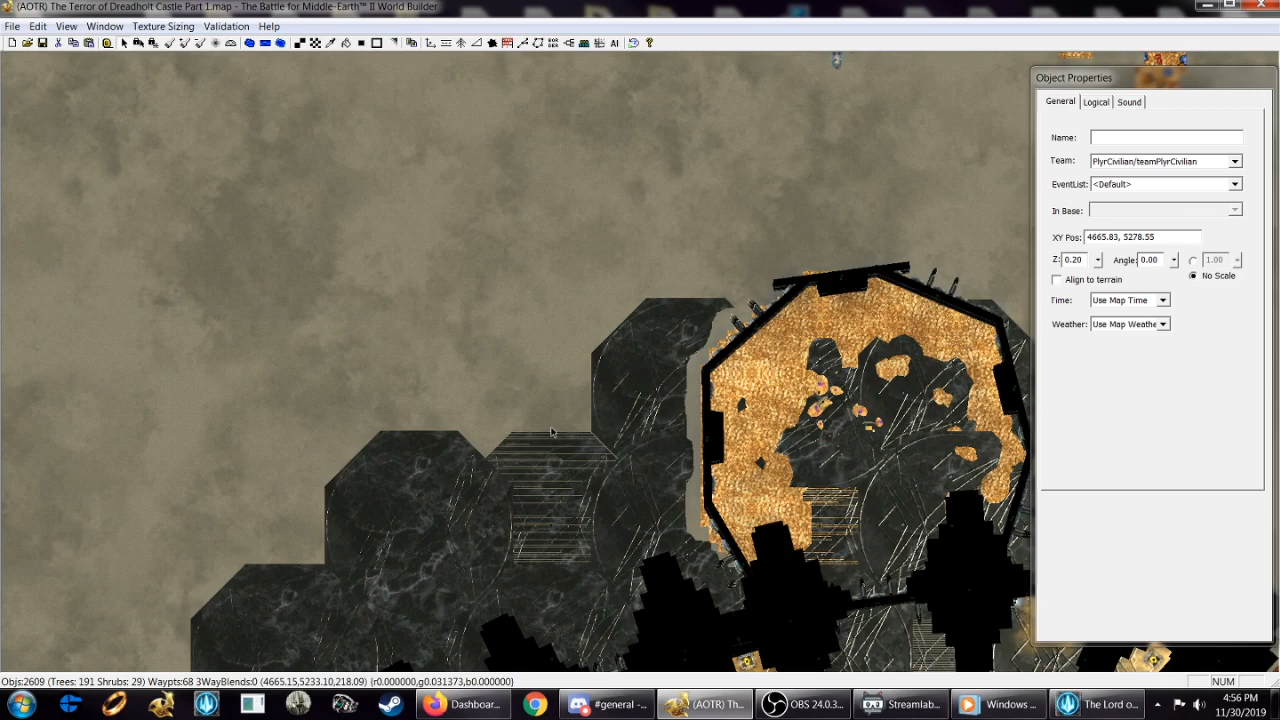 (AOTR) The Terror of Dreadholt Castle Part 1.map - The Battle for Middle-Earth™ II World Builder
File Edit View Window Texture Sizing Validation Help
AI
Object Properties
General Logical Sound
Name:
Team: PlyrCivilian/teamPlyrCivilian
EventList: <Default>
In Base:
XY Pos: 4665.83, 5278.55
Z: 0.20 Angle: 0.00 1.00
No Scale
Align to terrain
Time: Use Map Time
Weather: Use Map Weathe
Objs:2609 (Trees: 191 Shrubs: 29) Waypts:68 3WayBlends:0 (4665.15,5233.10,218.09) {r0.000000,g0.031373,b0.000000}
NUM
Dashboar... #general -... (AOTR) Th... OBS 24.0.3... Streamlab... Windows ... The Lord o...
4:56 PM
11/30/2019